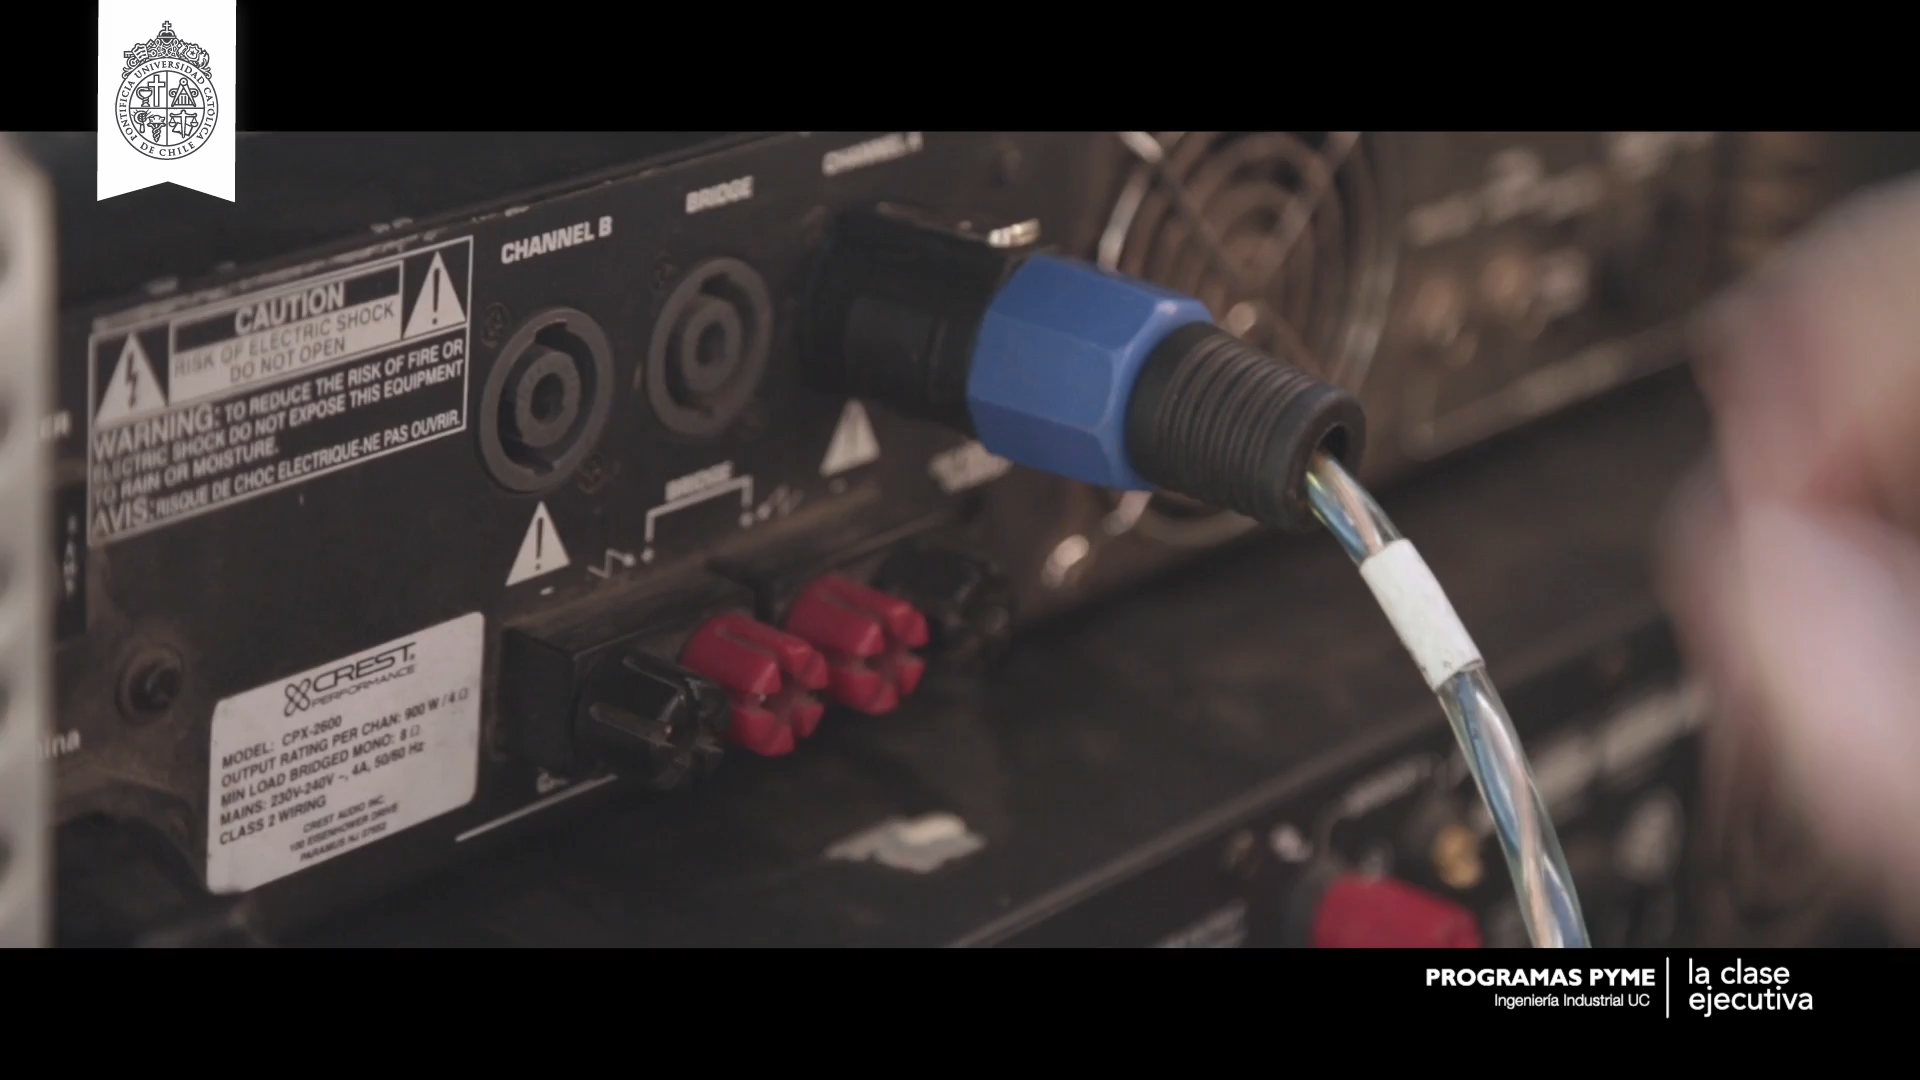 PONTIFICIA UNIVERSIDAD CATOLICA DE CHILE
CHANNEL A
BRIDGE
CHANNEL B
CAUTION
RISK OF ELECTRIC SHOCK
DO NOT OPEN
WARNING: TO REDUCE THE RISK OF FIRE OR
ELECTRIC SHOCK DO NOT EXPOSE THIS EQUIPMENT
TO RAIN OR MOISTURE.
AVIS: RISQUE DE CHOC ELECTRIQUE-NE PAS OUVRIR.
BRIDGE
CREST
PERFORMANCE
MODEL: CPX-2600
OUTPUT RATING PER CHAN: 900 W / 4 Ω
MIN LOAD BRIDGED MONO: 8 Ω
MAINS: 230V-240V ~, 4A, 50/60 Hz
CLASS 2 WIRING
CREST AUDIO INC.
100 EISENHOWER DRIVE
PARAMUS NJ 07652
PROGRAMAS PYME
Ingeniería Industrial UC
la clase
ejecutiva